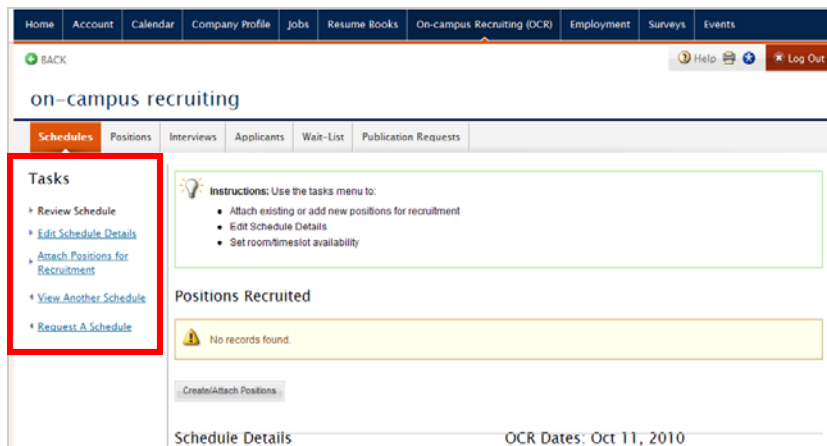 Home Account Calendar Company Profile Jobs Resume Books On-campus Recruiting (OCR) Employment Surveys Events
BACK
Help
Log Out
on-campus recruiting
Schedules Positions Interviews Applicants Wait-List Publication Requests
Tasks
Review Schedule
Edit Schedule Details
Attach Positions for
Recruitment
View Another Schedule
Request A Schedule
Instructions: Use the tasks menu to:
Attach existing or add new positions for recruitment
Edit Schedule Details
Set room/timeslot availability
Positions Recruited
No records found.
Create/Attach Positions
Schedule Details
OCR Dates: Oct 11, 2010